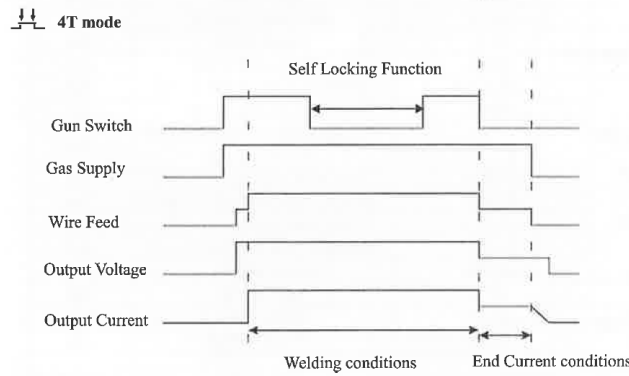 4T mode
Self Locking Function
Gun Switch
Gas Supply
Wire Feed
Output Voltage
Output Current
Welding conditions
End Current conditions